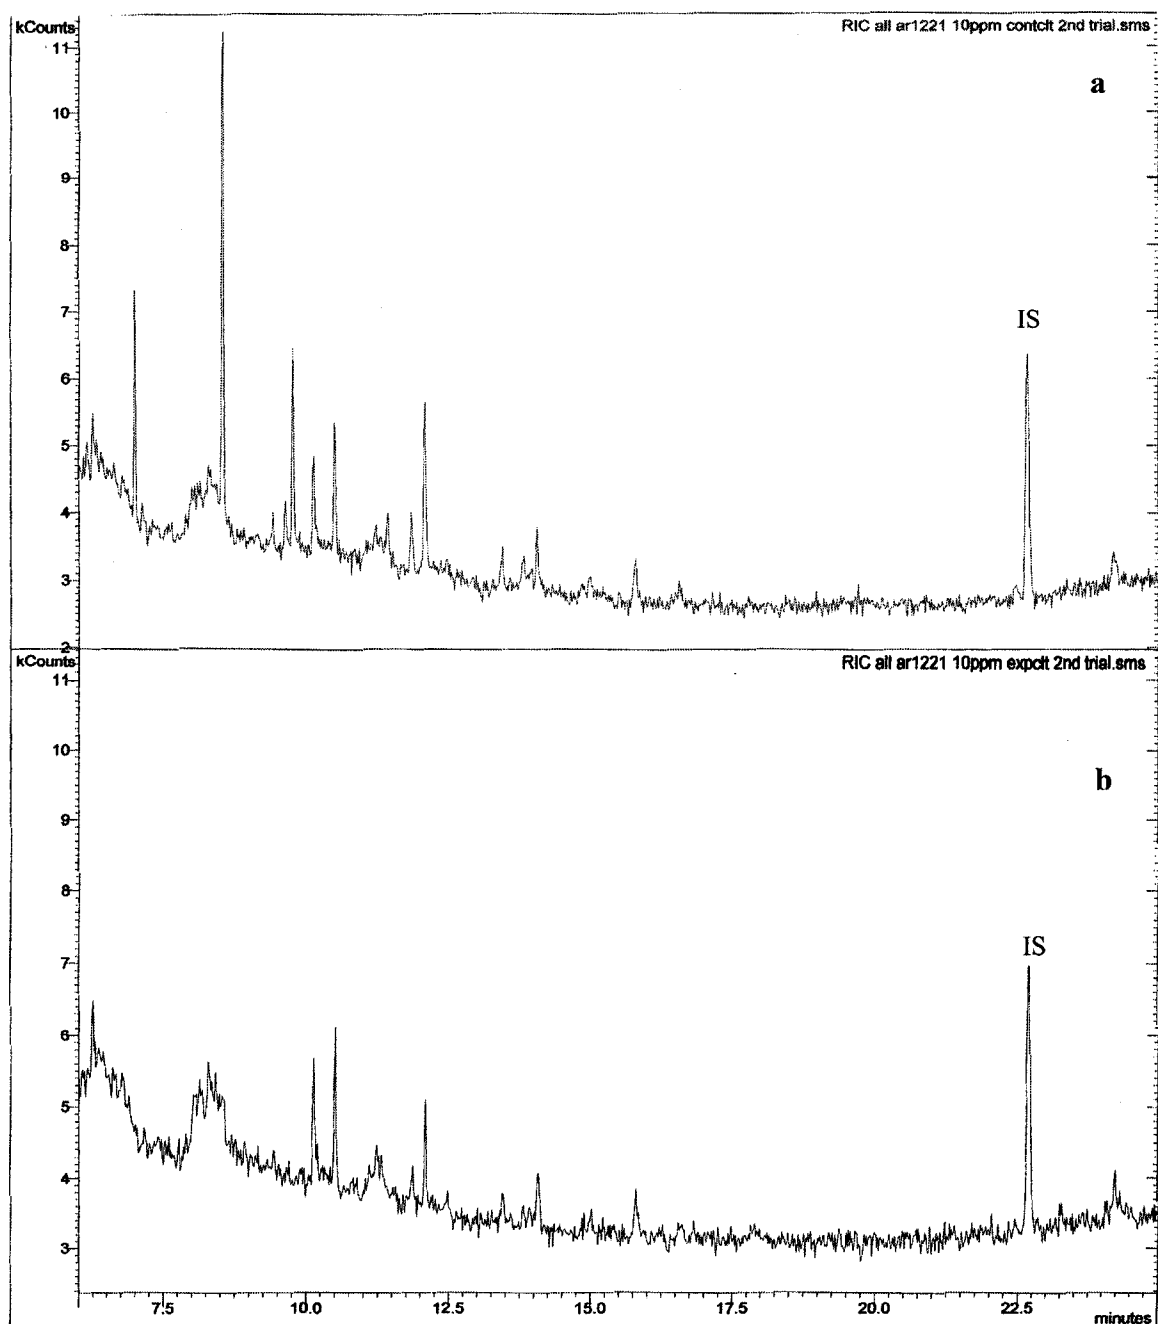 kCounts
RIC all ar1221 10ppm contclt 2nd trial.sms
a
11
10
9
8
7
6
5
4
3
2
IS
kCounts
RIC all ar1221 10ppm expclt 2nd trial.sms
b
11
10
9
8
7
6
5
4
3
IS
7.5 10.0 12.5 15.0 17.5 20.0 22.5
minutes